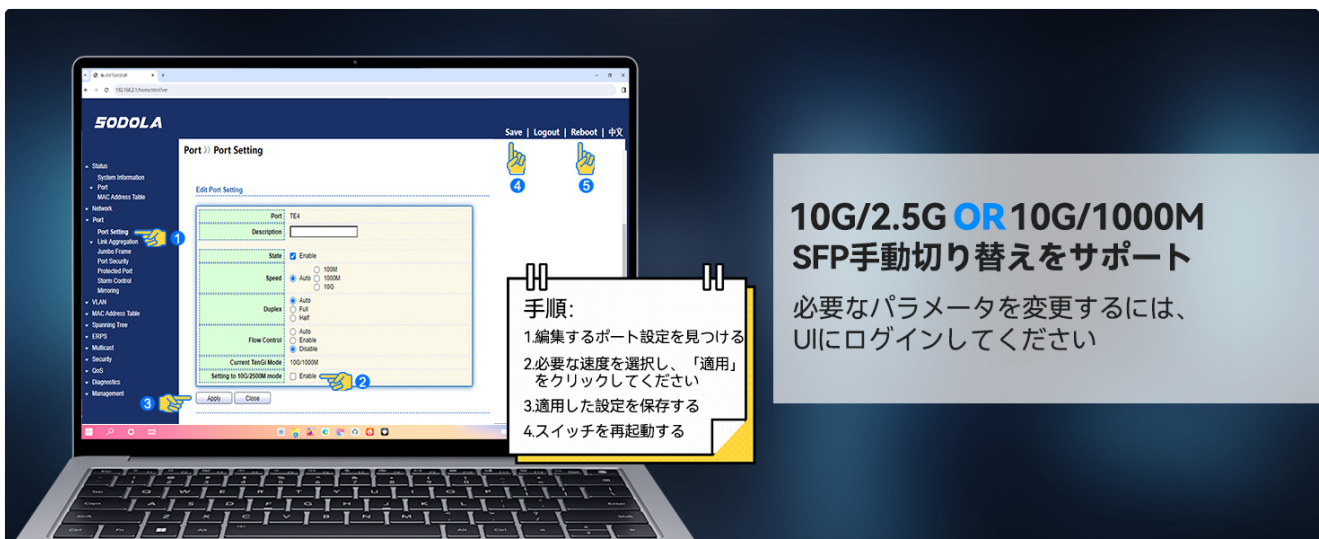 192.168.2.1/home.html?ver
SODOLA
Save | Logout | Reboot | 中文
Port 》 Port Setting
Status
System Information
Port
MAC Address Table
Network
Port
Port Setting
Link Aggregation
Jumbo Frame
Port Security
Protected Port
Storm Control
Mirroring
VLAN
MAC Address Table
Spanning Tree
ERPS
Multicast
Security
QoS
Diagnostics
Management
Edit Port Setting
Port TE4
Description
State Enable
Speed Auto 100M
1000M
10G
Duplex Auto
Full
Half
Flow Control Auto
Enable
Disable
Current TenGi Mode 10G/1000M
Setting to 10G/2500M mode Enable
Apply Close
1
2
3
4
5
手順:
1.編集するポート設定を見つける
2.必要な速度を選択し、「適用」
をクリックしてください
3.適用した設定を保存する
4.スイッチを再起動する
10G/2.5G OR 10G/1000M
SFP手動切り替えをサポート
必要なパラメータを変更するには、
UIにログインしてください